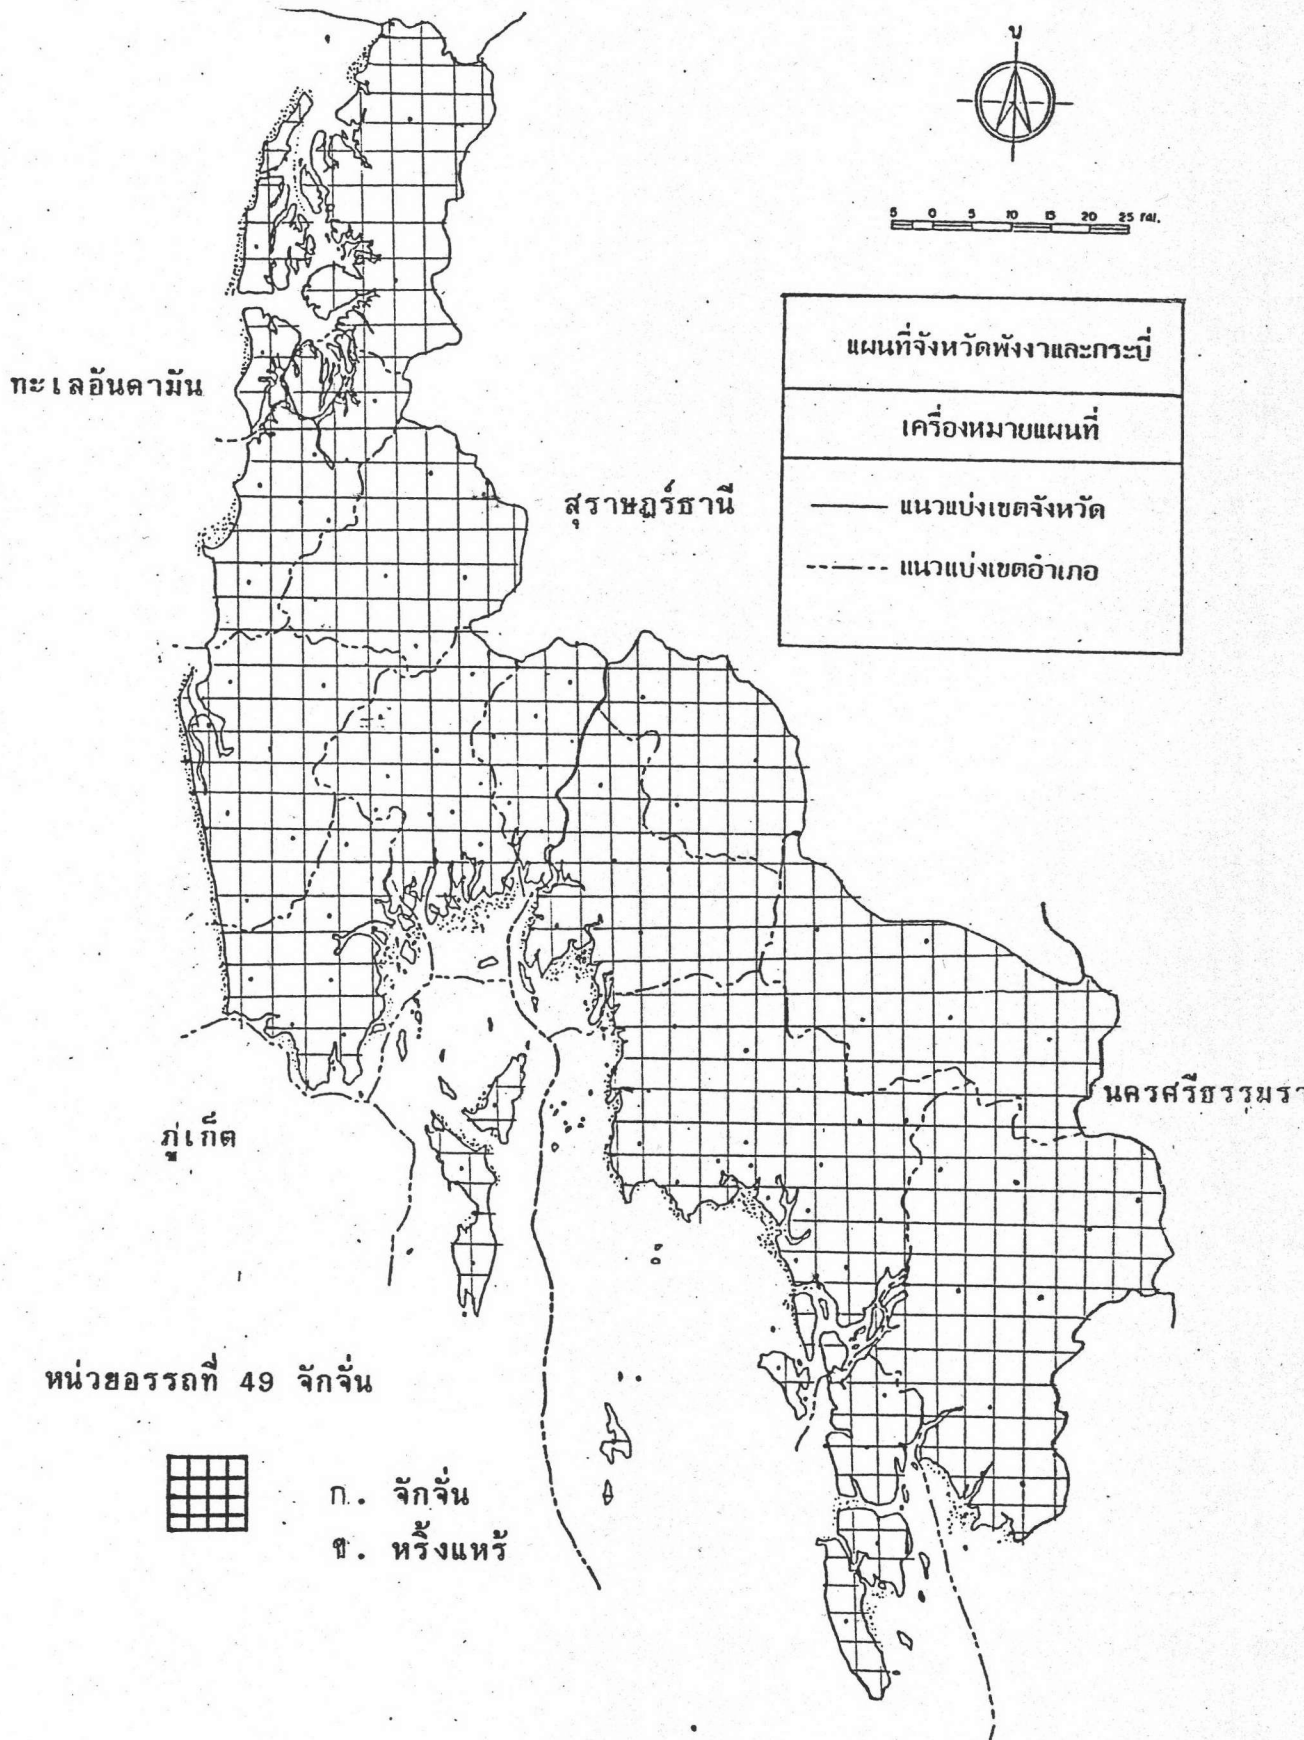 น
5 0 5 10 15 20 25 กม.
แผนที่จังหวัดพังงาและกระบี่
เครื่องหมายแผนที่
แนวแบ่งเขตจังหวัด
แนวแบ่งเขตอำเภอ
ทะเลอันดามัน
สุราษฎร์ธานี
นครศรีธรรมรา
ภูเก็ต
หน่วยอรรถที่ 49 จักจั่น
ก. จักจั่น
ข. หริ้งแหร้